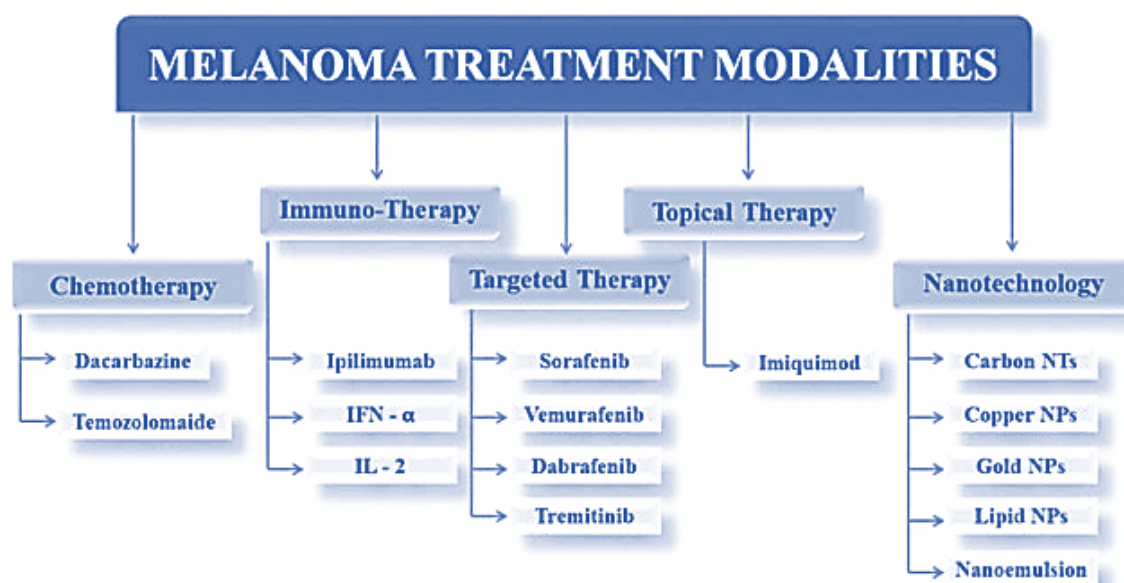 MELANOMA TREATMENT MODALITIES
Chemotherapy
Dacarbazine
Temozolomaide
Immuno-Therapy
Ipilimumab
IFN - α
IL - 2
Targeted Therapy
Sorafenib
Vemurafenib
Dabrafenib
Tremitinib
Topical Therapy
Imiquimod
Nanotechnology
Carbon NTs
Copper NPs
Gold NPs
Lipid NPs
Nanoemulsion